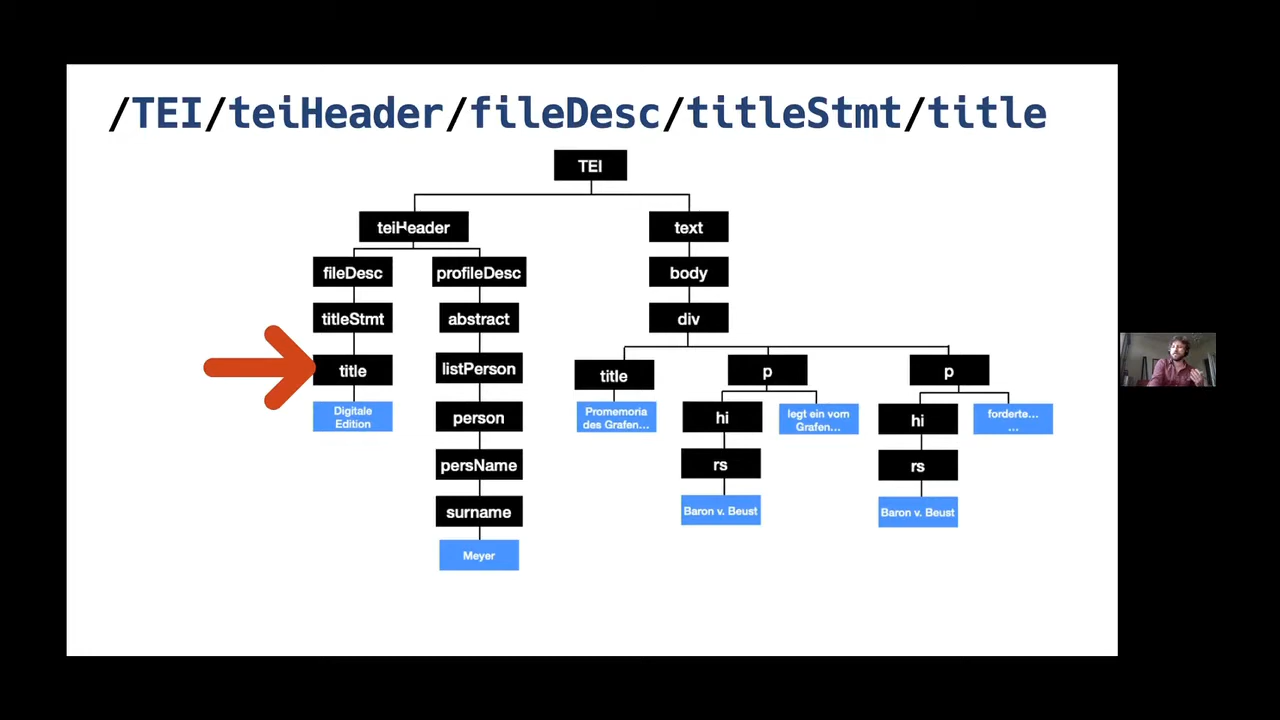 /TEI/teiHeader/fileDesc/titleStmt/title
TEI
teiHeader
text
fileDesc
profileDesc
body
titleStmt
abstract
div
title
listPerson
title
p
p
Digitale
Edition
person
Promemoria
des Grafen...
hi
legt ein vom
Grafen...
hi
forderte...
...
persName
rs
rs
surname
Baron v. Beust
Baron v. Beust
Meyer